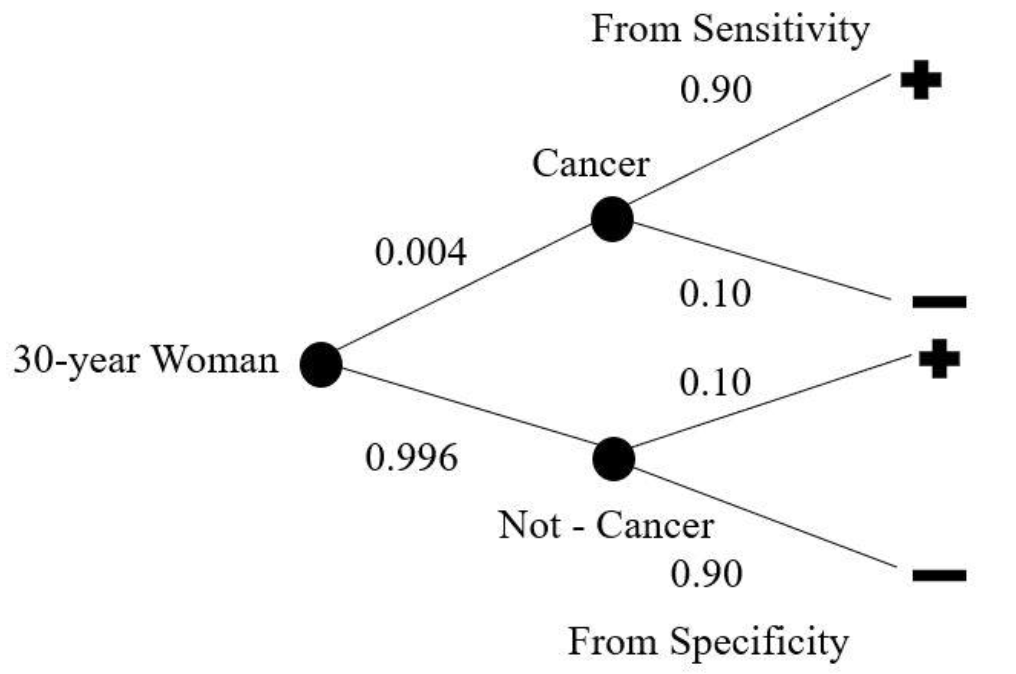 From Sensitivity
0.90
Cancer
0.004
0.10
30-year Woman
0.10
0.996
Not - Cancer
0.90
From Specificity